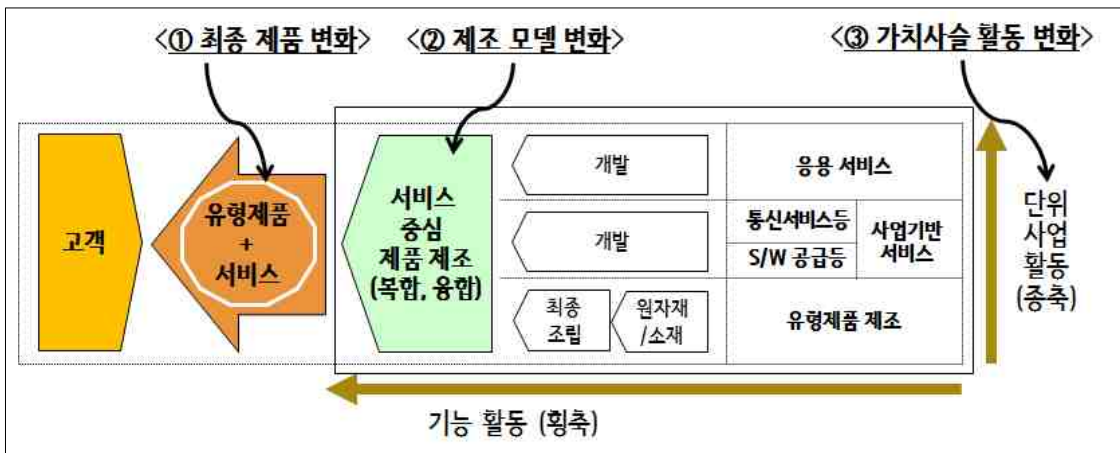 <① 최종 제품 변화>
<② 제조 모델 변화>
<③ 가치사슬 활동 변화>
고객
유형제품
+
서비스
서비스
중심
제품 제조
(복합, 융합)
개발
응용 서비스
개발
통신서비스등
S/W 공급등
사업기반
서비스
최종
조립
원자재
/소재
유형제품 제조
단위
사업
활동
(종축)
기능 활동 (횡축)